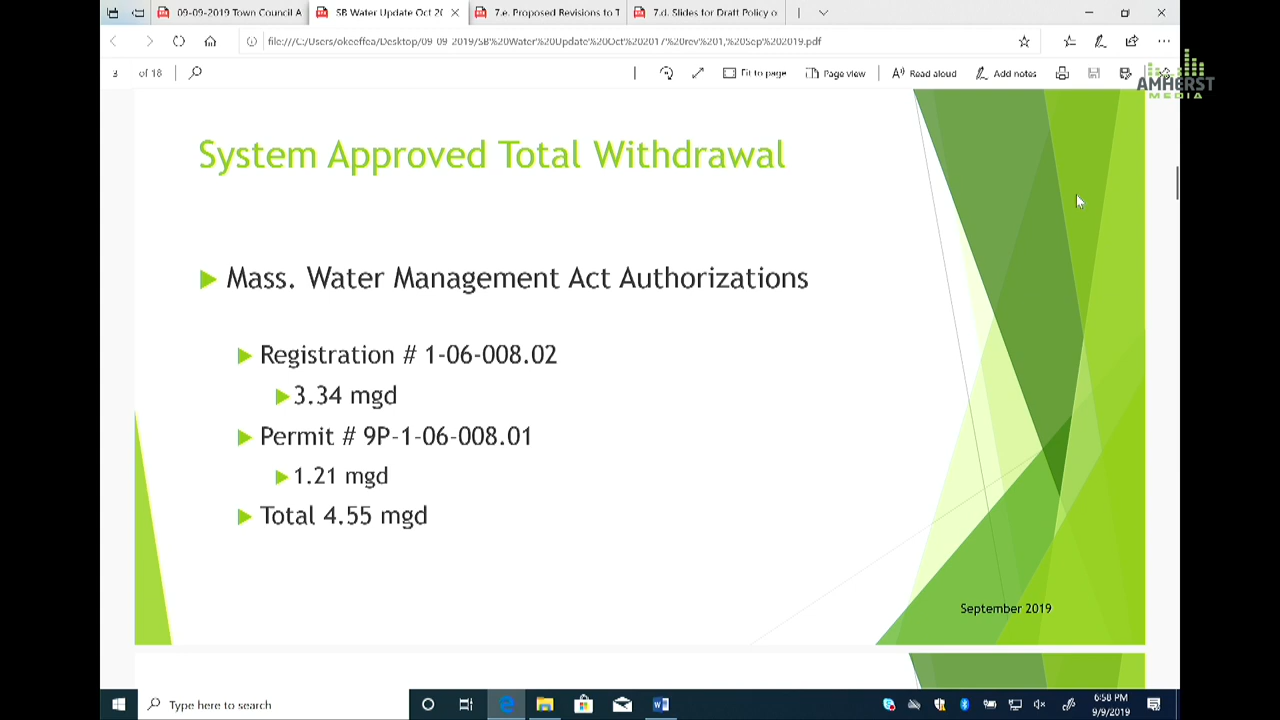 09-09-2019 Town Council A
SB Water Update Oct 20
7.e. Proposed Revisions to T
7.d. Slides for Draft Policy o
file:///C:/Users/okeeffea/Desktop/09-09-2019/SB%20Water%20Update%20Oct%202017%20rev%201,%20Sep%202019.pdf
3 of 18
Fit to page
Page view
Read aloud
Add notes
AMHERST
MEDIA
System Approved Total Withdrawal
Mass. Water Management Act Authorizations
Registration # 1-06-008.02
3.34 mgd
Permit # 9P-1-06-008.01
1.21 mgd
Total 4.55 mgd
September 2019
Type here to search
6:58 PM
9/9/2019